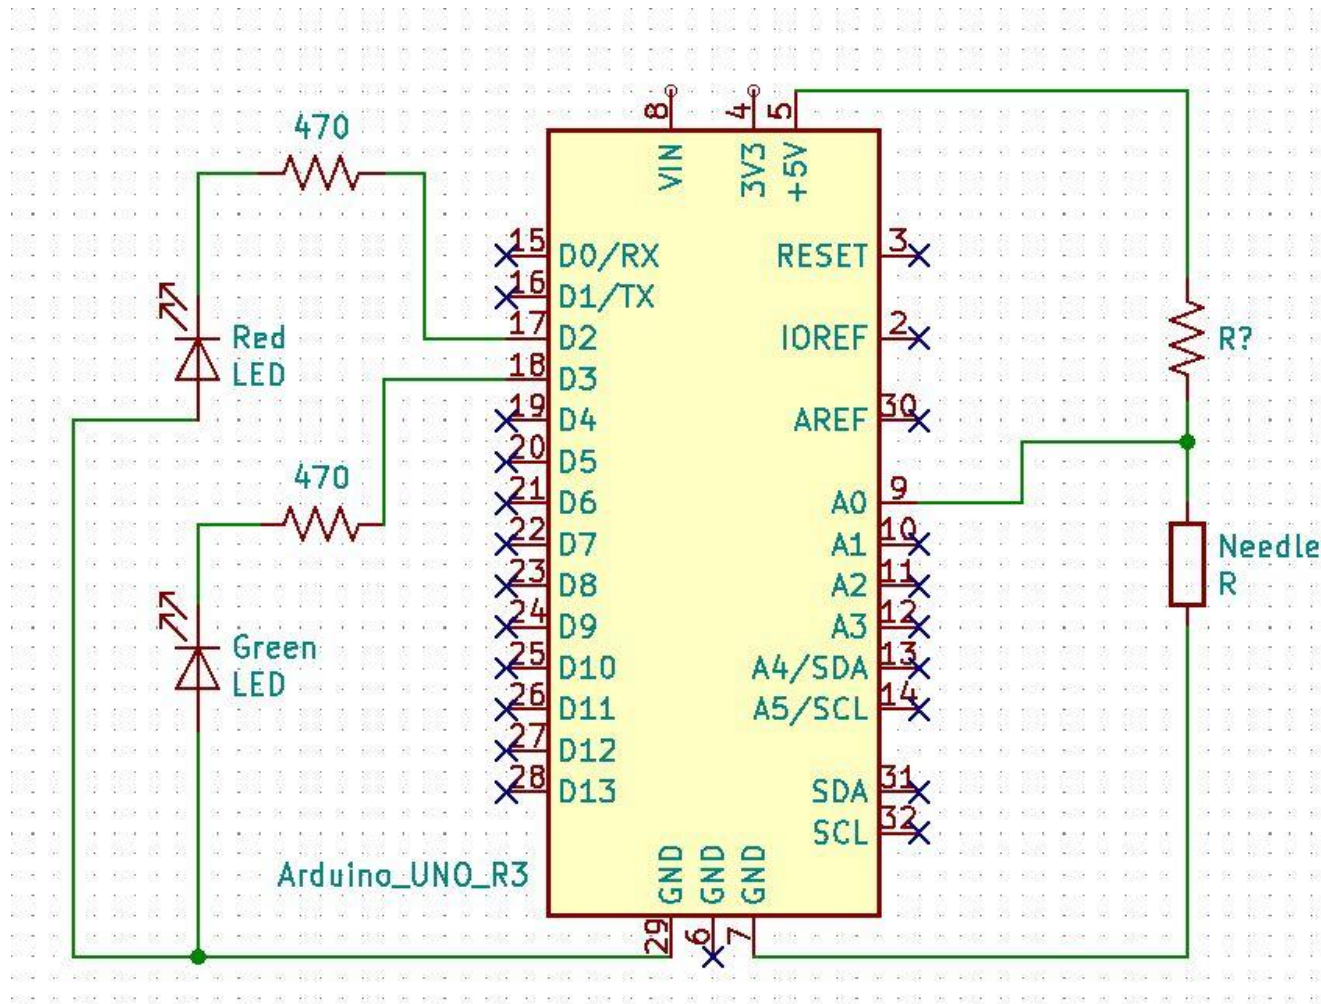 470
8
VIN
4
3V3
5
+5V
15
D0/RX
16
D1/TX
17
D2
18
D3
19
D4
20
D5
21
D6
22
D7
23
D8
24
D9
25
D10
26
D11
27
D12
28
D13
RESET
3
IOREF
2
AREF
30
A0
9
A1
10
A2
11
A3
12
A4/SDA
13
A5/SCL
14
SDA
31
SCL
32
Red
LED
470
Green
LED
R?
Needle
R
Arduino_UNO_R3
GND
29
GND
6
GND
7